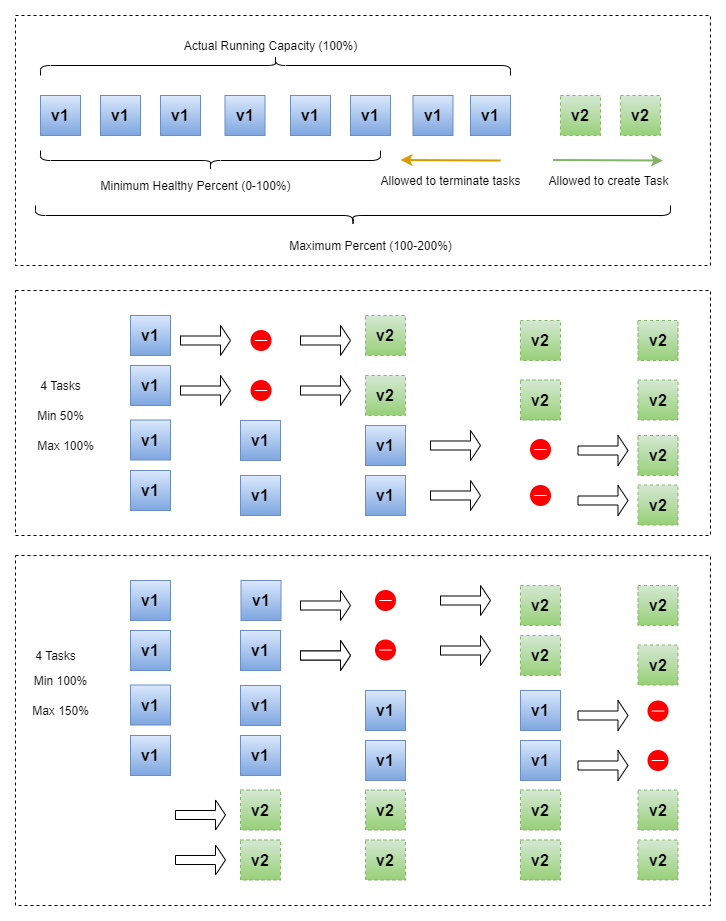 Actual Running Capacity (100%)
v1 v1 v1 v1 v1 v1 v1 v1 v2 v2
Minimum Healthy Percent (0-100%)
Allowed to terminate tasks
Allowed to create Task
Maximum Percent (100-200%)
v1 v2 v2 v2
4 Tasks
v1 v2 v2 v2
Min 50%
Max 100%
v1 v1 v1 v2
v1 v1 v1 v2
v1 v1 v2 v2
4 Tasks
v1 v1 v2 v2
Min 100%
Max 150%
v1 v1 v1 v1
v1 v1 v1 v1
v2 v2 v2 v2
v2 v2 v2 v2